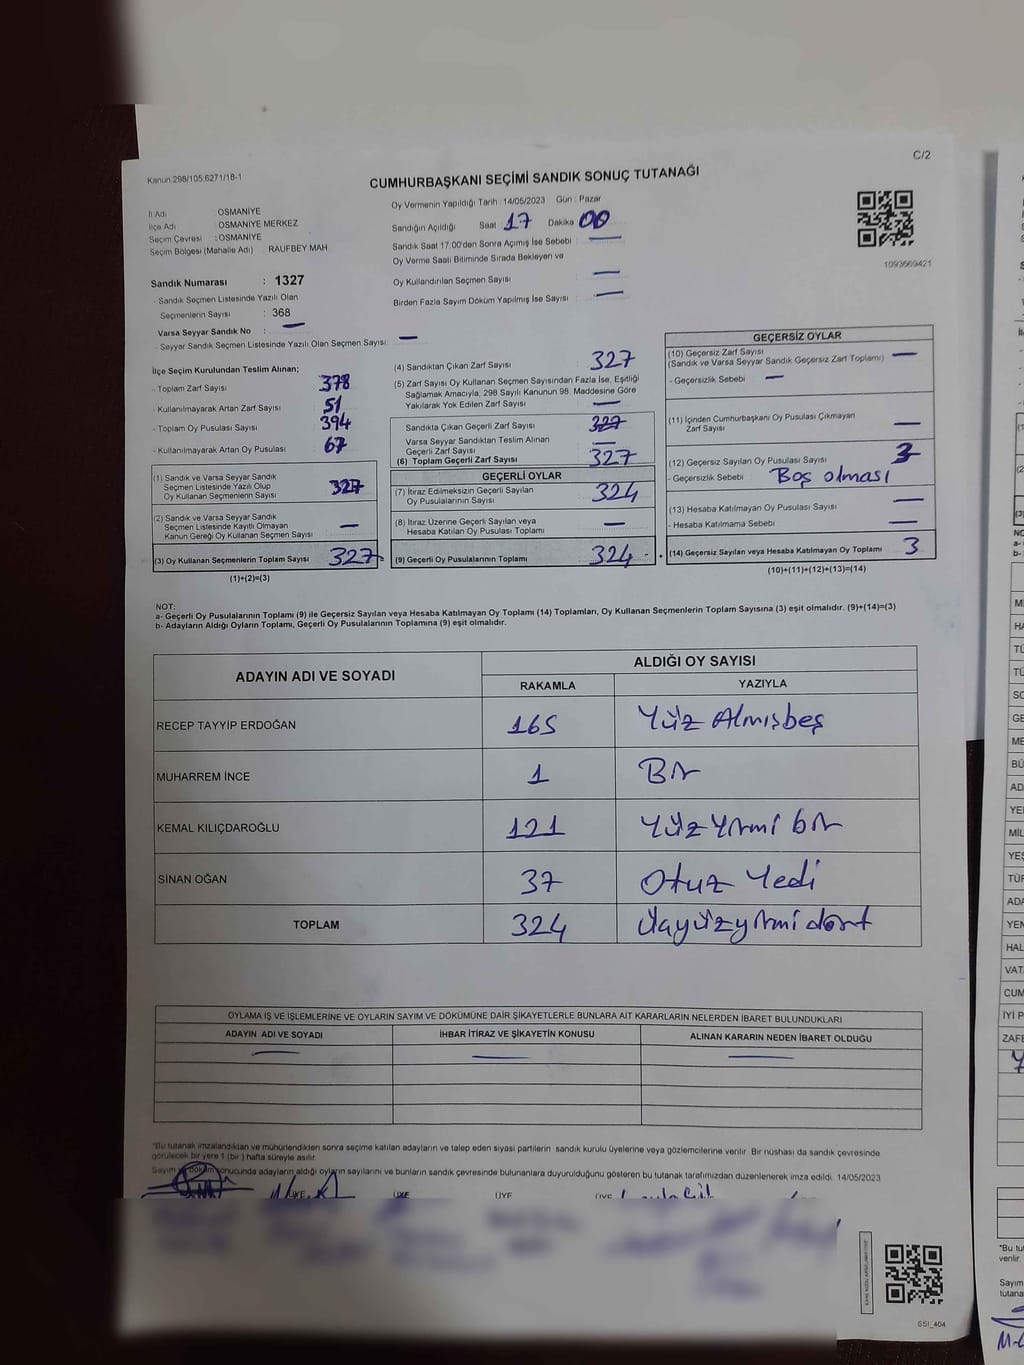 C/2
Kanun:298/105:6271/18-1
CUMHURBAŞKANI SEÇİMİ SANDIK SONUÇ TUTANAĞI
İl Adı : OSMANİYE
İlçe Adı : OSMANİYE MERKEZ
Seçim Çevresi : OSMANİYE
Seçim Bölgesi (Mahalle Adı) : RAUFBEY MAH.
Oy Vermenin Yapıldığı Tarih : 14/05/2023 Gün : Pazar
Sandığın Açıldığı Saat 17 Dakika 00
Sandık Saat 17.00'den Sonra Açılmış İse Sebebi : —
Oy Verme Saati Bitiminde Sırada Bekleyen ve
Oy Kullandırılan Seçmen Sayısı —
Birden Fazla Sayım Döküm Yapılmış İse Sayısı : —
1093669421
Sandık Numarası : 1327
- Sandık Seçmen Listesinde Yazılı Olan
Seçmenlerin Sayısı : 368
Varsa Seyyar Sandık No : —
- Seyyar Sandık Seçmen Listesinde Yazılı Olan Seçmen Sayısı: —
İlçe Seçim Kurulundan Teslim Alınan;
- Toplam Zarf Sayısı 378
- Kullanılmayarak Artan Zarf Sayısı 51
- Toplam Oy Pusulası Sayısı 394
- Kullanılmayarak Artan Oy Pusulası 67
(1) Sandık ve Varsa Seyyar Sandık
Seçmen Listesinde Yazılı Olup
Oy Kullanan Seçmenlerin Sayısı 327
(2) Sandık ve Varsa Seyyar Sandık
Seçmen Listesinde Kayıtlı Olmayan
Kanun Gereği Oy Kullanan Seçmen Sayısı —
(3) Oy Kullanan Seçmenlerin Toplam Sayısı 327 =
(1)+(2)=(3)
(4) Sandıktan Çıkan Zarf Sayısı 327
(5) Zarf Sayısı Oy Kullanan Seçmen Sayısından Fazla İse, Eşitliği
Sağlamak Amacıyla, 298 Sayılı Kanunun 98. Maddesine Göre
Yakılarak Yok Edilen Zarf Sayısı —
Sandıkta Çıkan Geçerli Zarf Sayısı 327
Varsa Seyyar Sandıktan Teslim Alınan
Geçerli Zarf Sayısı —
(6) Toplam Geçerli Zarf Sayısı 327
GEÇERLİ OYLAR
(7) İtiraz Edilmeksizin Geçerli Sayılan
Oy Pusulalarının Sayısı 324
(8) İtiraz Üzerine Geçerli Sayılan veya
Hesaba Katılan Oy Pusulası Toplamı —
(9) Geçerli Oy Pusulalarının Toplamı 324
GEÇERSİZ OYLAR
(10) Geçersiz Zarf Sayısı —
(Sandık ve Varsa Seyyar Sandık Geçersiz Zarf Toplamı)
- Geçersizlik Sebebi —
(11) İçinden Cumhurbaşkanı Oy Pusulası Çıkmayan
Zarf Sayısı —
(12) Geçersiz Sayılan Oy Pusulası Sayısı 3
- Geçersizlik Sebebi Boş olması
(13) Hesaba Katılmayan Oy Pusulası Sayısı —
- Hesaba Katılmama Sebebi —
+ (14) Geçersiz Sayılan veya Hesaba Katılmayan Oy Toplamı 3
(10)+(11)+(12)+(13)=(14)
NOT:
a- Geçerli Oy Pusulalarının Toplamı (9) ile Geçersiz Sayılan veya Hesaba Katılmayan Oy Toplamı (14) Toplamları, Oy Kullanan Seçmenlerin Toplam Sayısına (3) eşit olmalıdır. (9)+(14)=(3)
b- Adayların Aldığı Oyların Toplamı, Geçerli Oy Pusulalarının Toplamına (9) eşit olmalıdır.
ADAYIN ADI VE SOYADI ALDIĞI OY SAYISI
RAKAMLA YAZIYLA
RECEP TAYYİP ERDOĞAN 165 Yüz Altmışbeş
MUHARREM İNCE 1 Bir
KEMAL KILIÇDAROĞLU 121 Yüz Yirmi bir
SİNAN OĞAN 37 Otuz Yedi
TOPLAM 324 Üçyüzyirmi dört
OYLAMA İŞ VE İŞLEMLERİNE VE OYLARIN SAYIM VE DÖKÜMÜNE DAİR ŞİKAYETLERLE BUNLARA AİT KARARLARIN NELERDEN İBARET BULUNDUKLARI
ADAYIN ADI VE SOYADI İHBAR İTİRAZ VE ŞİKAYETİN KONUSU ALINAN KARARIN NEDEN İBARET OLDUĞU
— — —
*Bu tutanak imzalandıktan ve mühürlendikten sonra seçime katılan adayların ve talep eden siyasi partilerin sandık kurulu üyelerine veya gözlemcilerine verilir. Bir nüshası da sandık çevresinde
görülecek bir yere 1 (bir ) hafta süreyle asılır.
Sayım ve döküm sonucunda adayların aldığı oyların sayılarını ve bunların sandık çevresinde bulunanlara duyurulduğunu gösteren bu tutanak tarafımızdan düzenlenerek imza edildi. 14/05/2023
ÜYE ÜYE ÜYE ÜYE
SSI_404